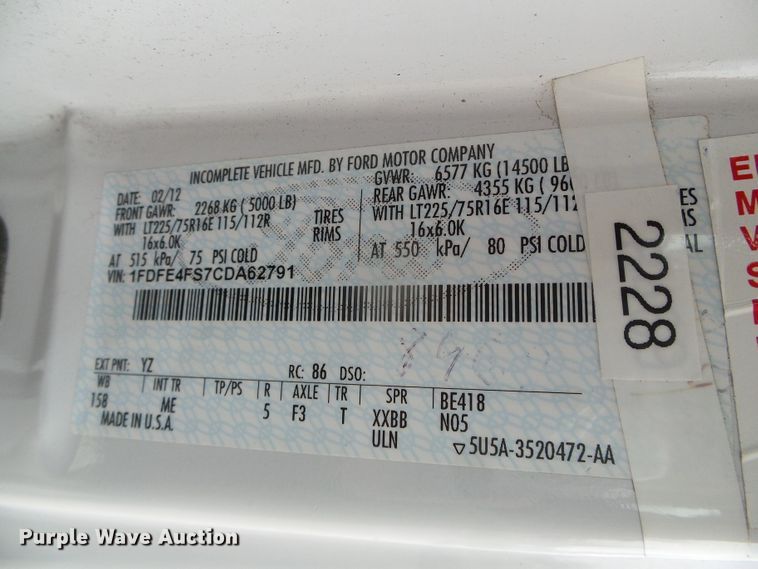 INCOMPLETE VEHICLE MFD. BY FORD MOTOR COMPANY
DATE: 02/12
GVWR: 6577 KG (14500 LB
FRONT GAWR: 2268 KG ( 5000 LB)
REAR GAWR: 4355 KG ( 960
WITH LT225/75R16E 115/112R TIRES
WITH LT225/75R16E 115/112
16x6.0K RIMS
16x6.0K
AT 515 kPa/ 75 PSI COLD
AT 550 kPa/ 80 PSI COLD
VIN: 1FDFE4FS7CDA62791
EXT PNT: YZ RC: 86 DSO:
WB INT TR TP/PS R AXLE TR SPR BE418
158 ME 5 F3 T XXBB N05
MADE IN U.S.A. ULN ▽5U5A-3520472-AA
2228
Purple Wave Auction